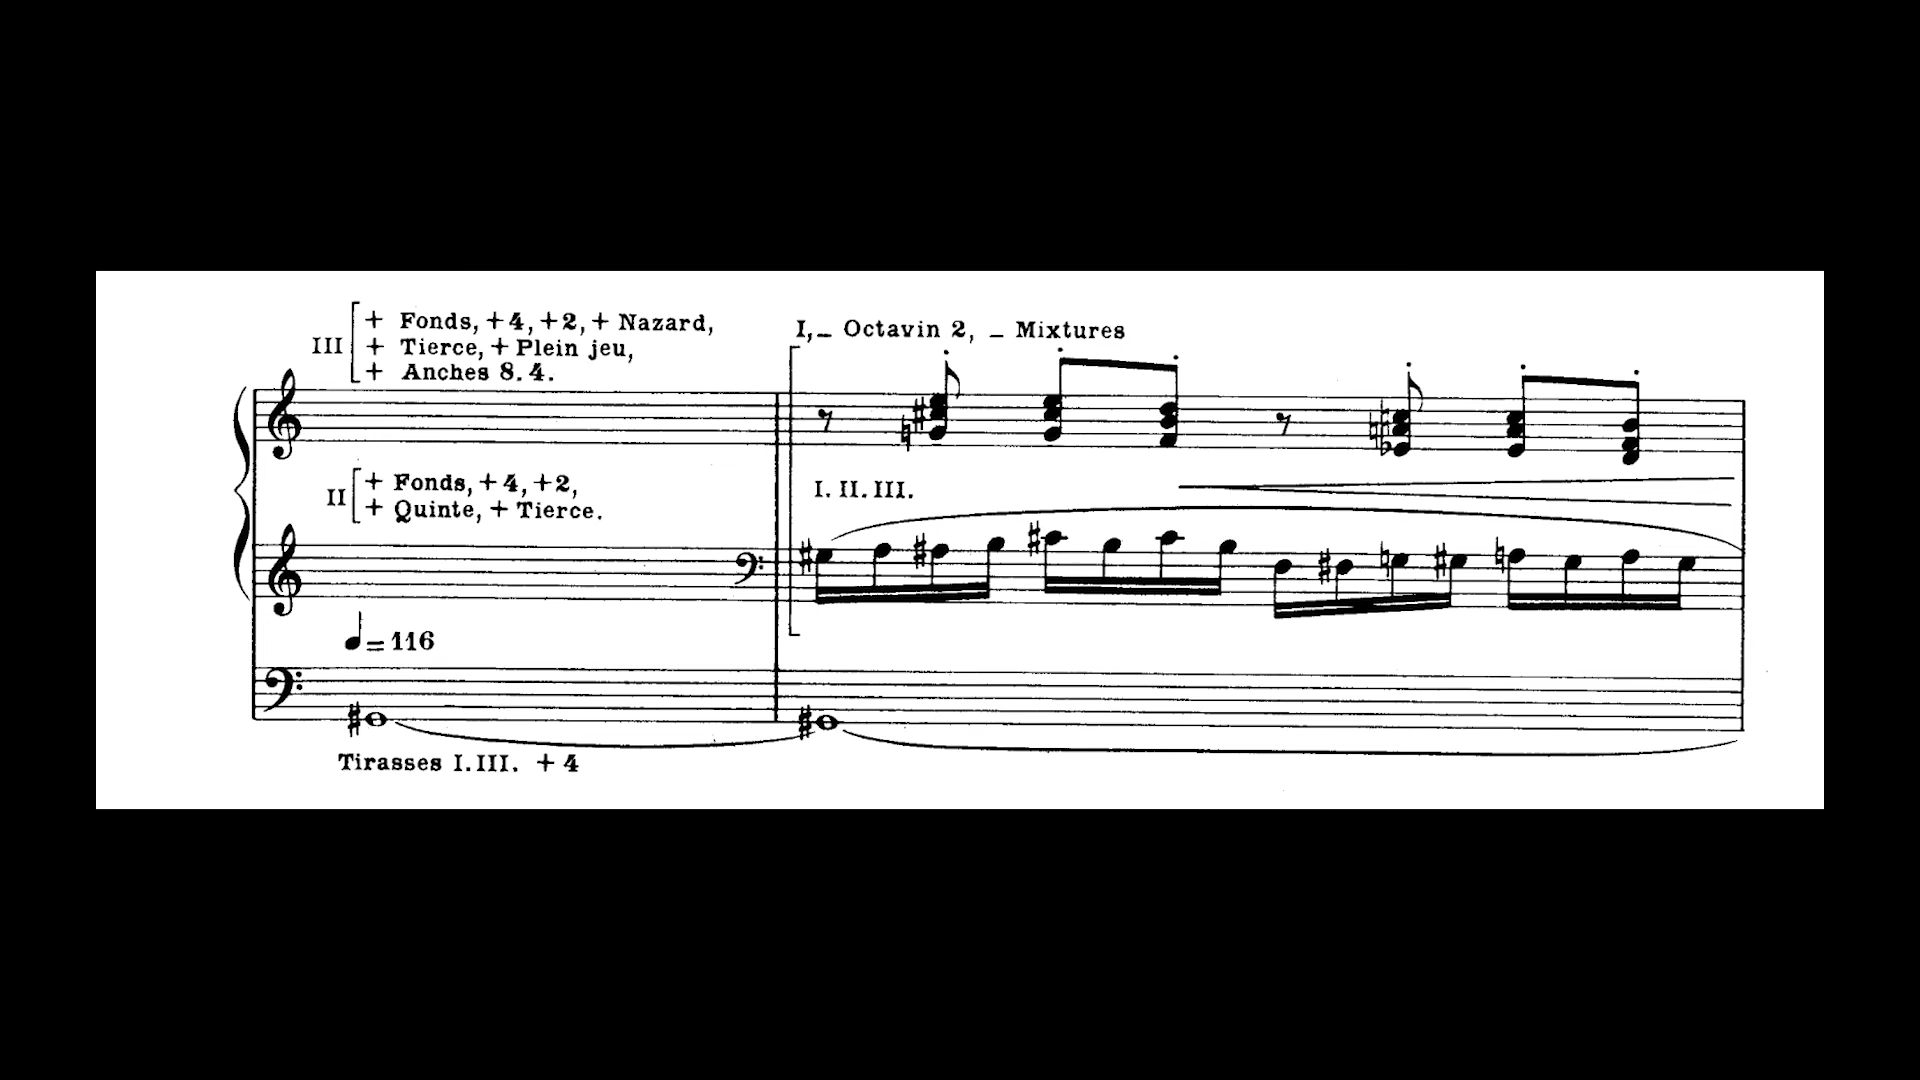 III + Fonds, +4, +2, + Nazard,
+ Tierce, + Plein jeu,
+ Anches 8. 4.
I, – Octavin 2, – Mixtures
II + Fonds, +4, +2,
+ Quinte, + Tierce.
I. II. III.
= 116
Tirasses I. III. + 4